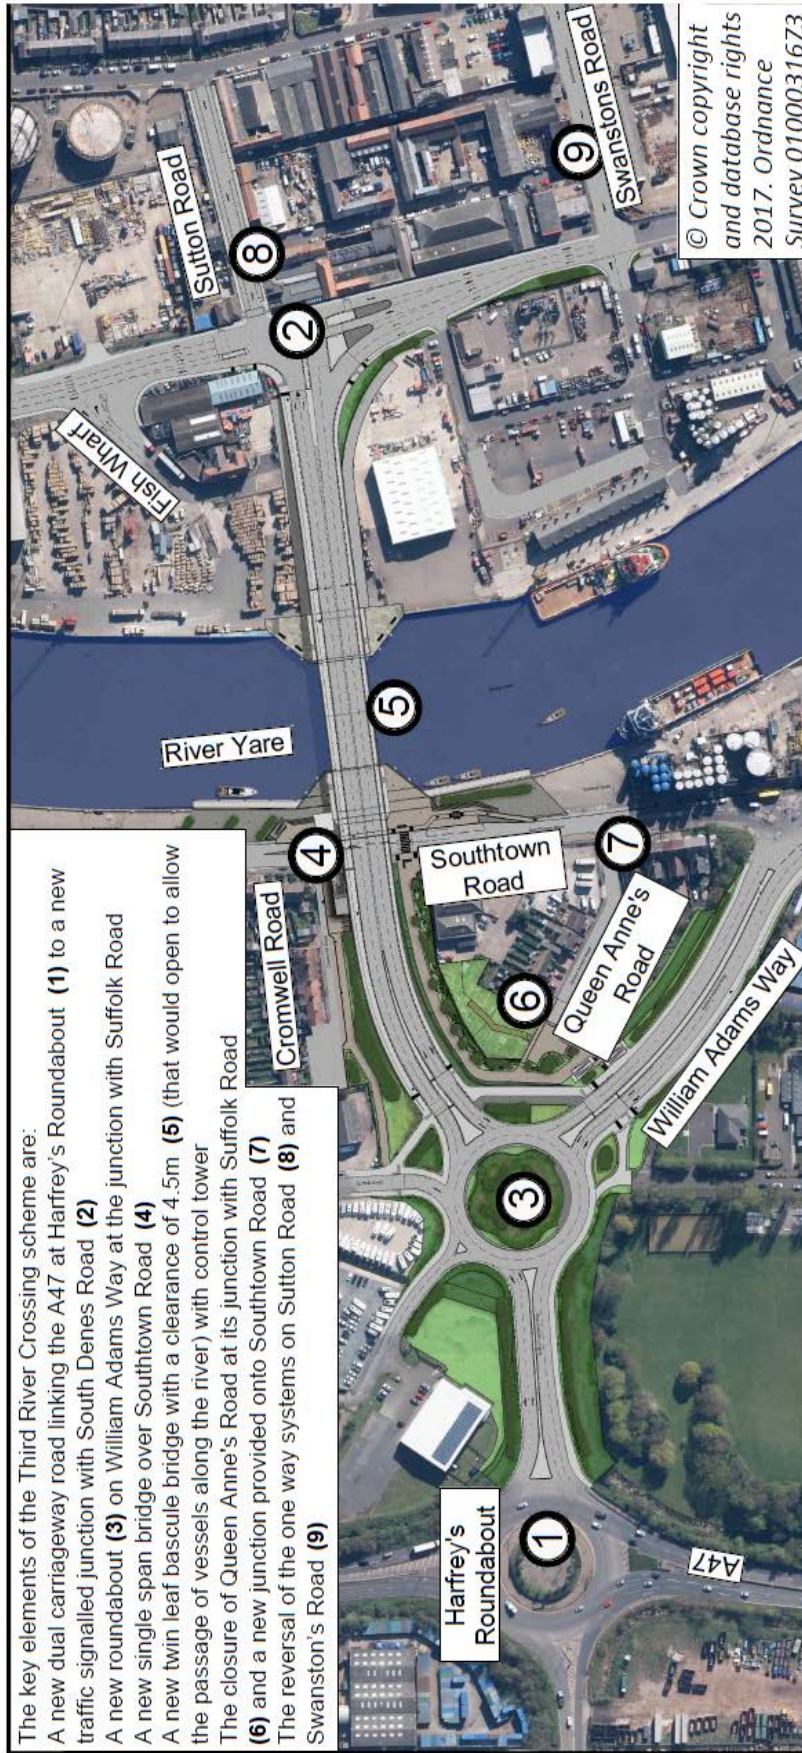 The key elements of the Third River Crossing scheme are:
A new dual carriageway road linking the A47 at Harfrey's Roundabout (1) to a new
traffic signalled junction with South Denes Road (2)
A new roundabout (3) on William Adams Way at the junction with Suffolk Road
A new single span bridge over Southtown Road (4)
A new twin leaf bascule bridge with a clearance of 4.5m (5) (that would open to allow
the passage of vessels along the river) with control tower
The closure of Queen Anne's Road at its junction with Suffolk Road
(6) and a new junction provided onto Southtown Road (7)
The reversal of the one way systems on Sutton Road (8) and
Swanston's Road (9)
Harfrey's
Roundabout
1
A47
3
William Adams Way
Cromwell Road
4
Southtown
Road
6
Queen Anne's
Road
7
River Yare
5
Fish Wharf
2
Sutton Road
8
9
Swanstons Road
© Crown copyright
and database rights
2017. Ordnance
Survey 0100031673